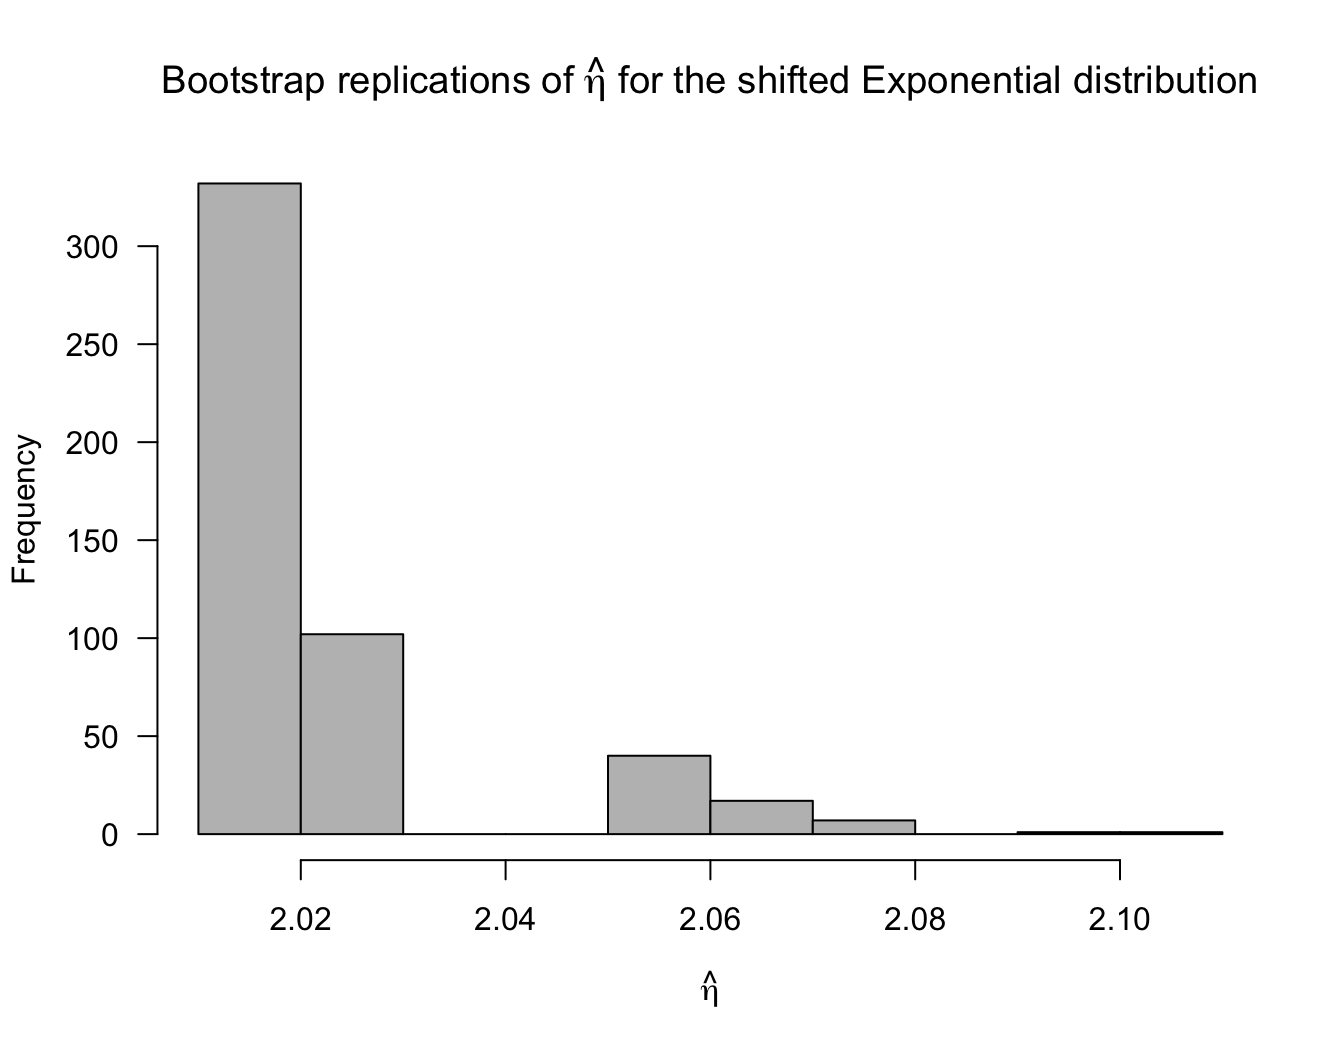 Bootstrap replications of η̂ for the shifted Exponential distribution
300
250
200
150
100
50
0
Frequency
2.02 2.04 2.06 2.08 2.10
η̂